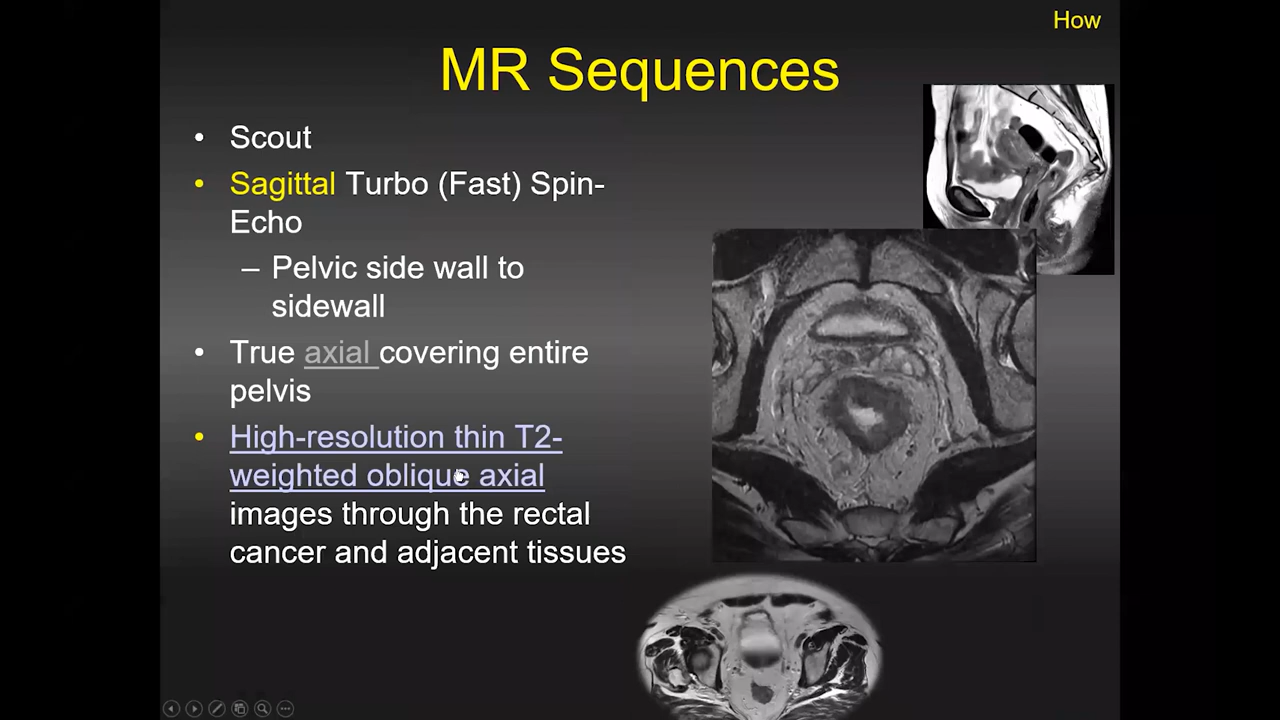 How
MR Sequences
• Scout
• Sagittal Turbo (Fast) Spin-
Echo
– Pelvic side wall to
sidewall
• True axial covering entire
pelvis
• High-resolution thin T2-
weighted oblique axial
images through the rectal
cancer and adjacent tissues